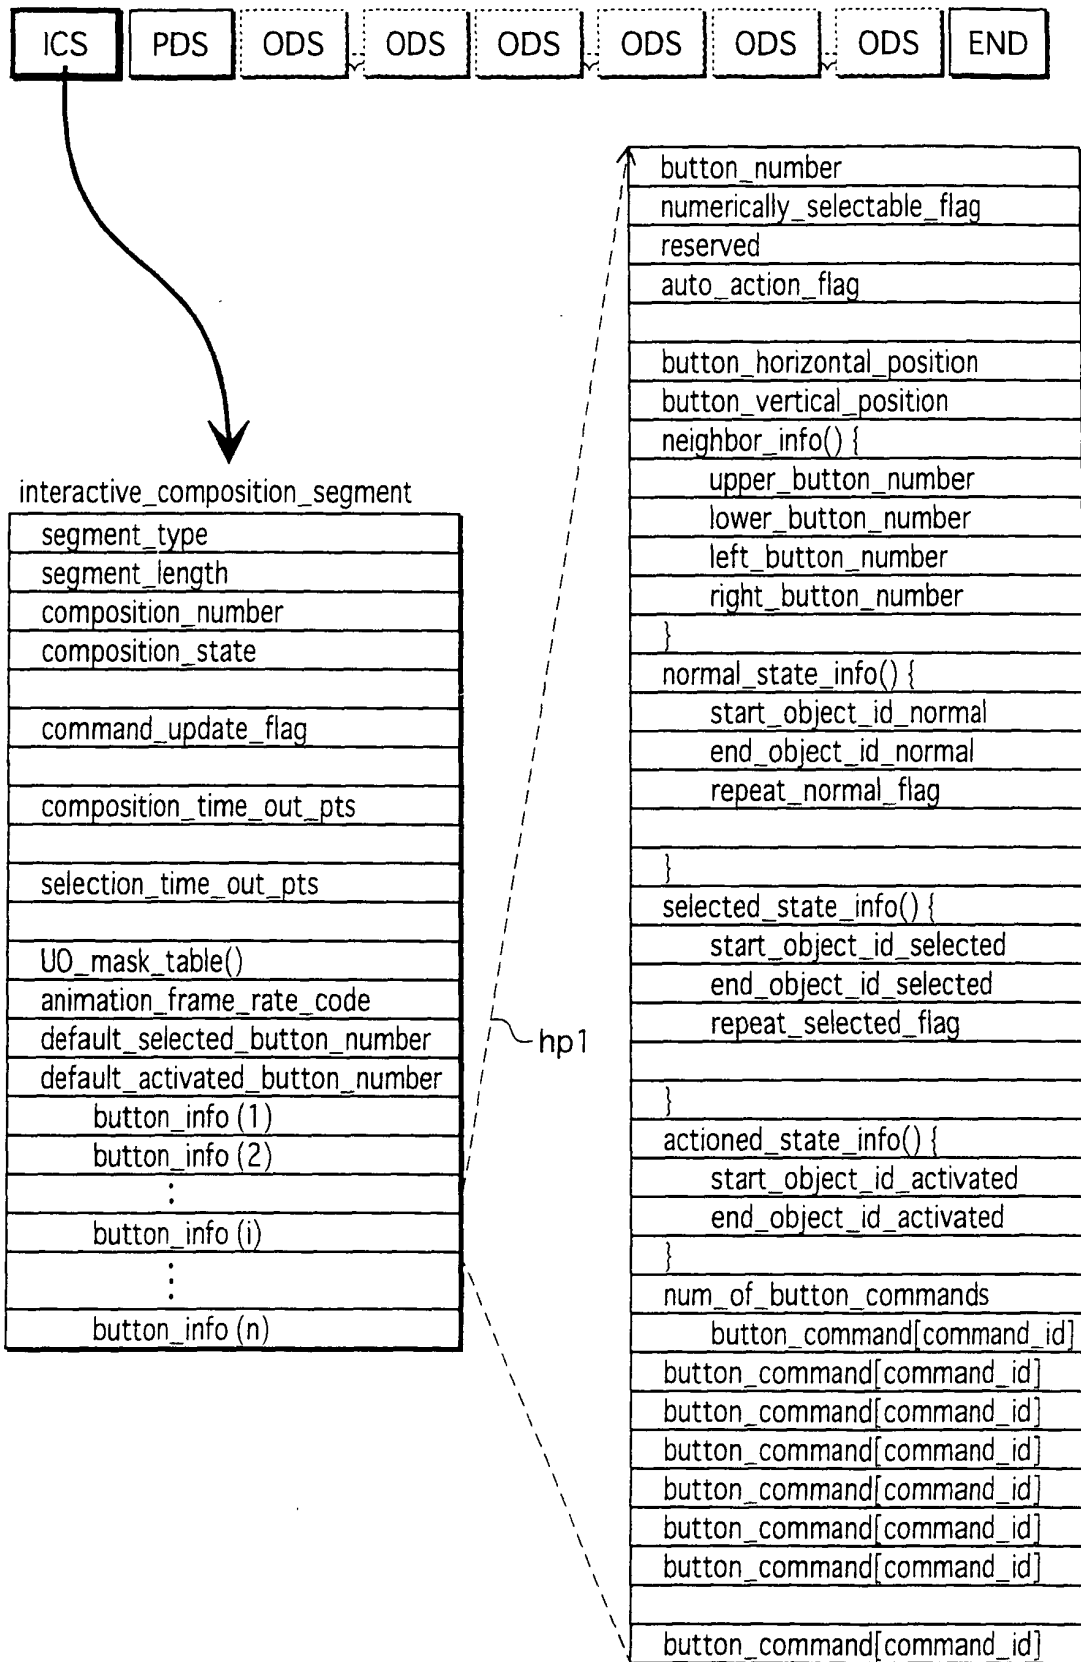 ICS PDS ODS ODS ODS ODS ODS ODS END
interactive_composition_segment
segment_type
segment_length
composition_number
composition_state
command_update_flag
composition_time_out_pts
selection_time_out_pts
UO_mask_table()
animation_frame_rate_code
default_selected_button_number
default_activated_button_number
button_info (1)
button_info (2)
button_info (i)
button_info (n)
hp1
button_number
numerically_selectable_flag
reserved
auto_action_flag
button_horizontal_position
button_vertical_position
neighbor_info() {
upper_button_number
lower_button_number
left_button_number
right_button_number
}
normal_state_info() {
start_object_id_normal
end_object_id_normal
repeat_normal_flag
}
selected_state_info() {
start_object_id_selected
end_object_id_selected
repeat_selected_flag
}
actioned_state_info() {
start_object_id_activated
end_object_id_activated
}
num_of_button_commands
button_command[command_id]
button_command[command_id]
button_command[command_id]
button_command[command_id]
button_command[command_id]
button_command[command_id]
button_command[command_id]
button_command[command_id]